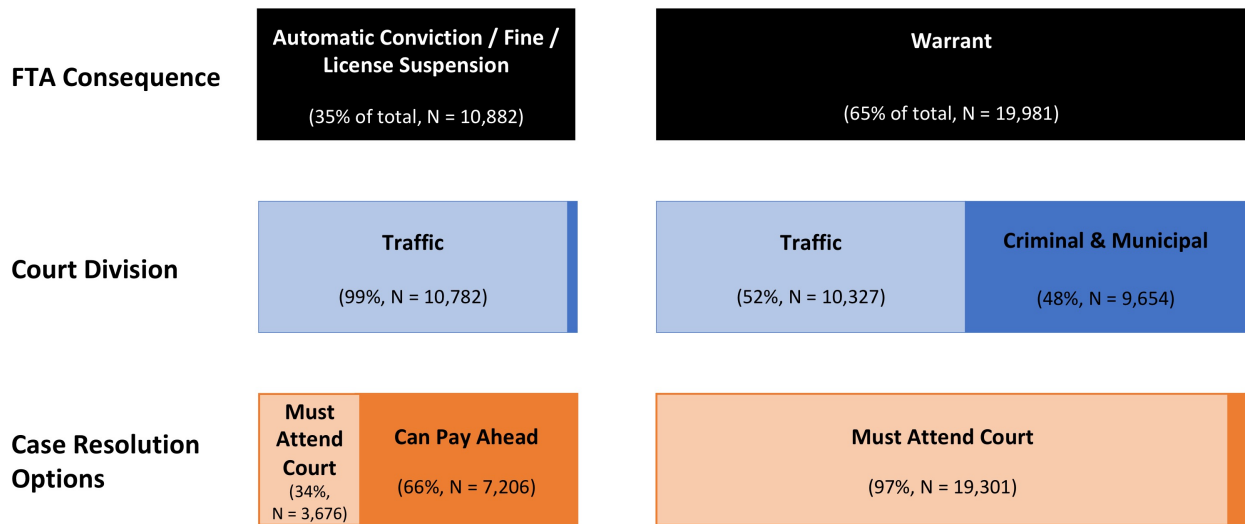 FTA Consequence
Automatic Conviction / Fine /
License Suspension
(35% of total, N = 10,882)
Warrant
(65% of total, N = 19,981)
Court Division
Traffic
(99%, N = 10,782)
Traffic
(52%, N = 10,327)
Criminal & Municipal
(48%, N = 9,654)
Case Resolution
Options
Must
Attend
Court
(34%,
N = 3,676)
Can Pay Ahead
(66%, N = 7,206)
Must Attend Court
(97%, N = 19,301)